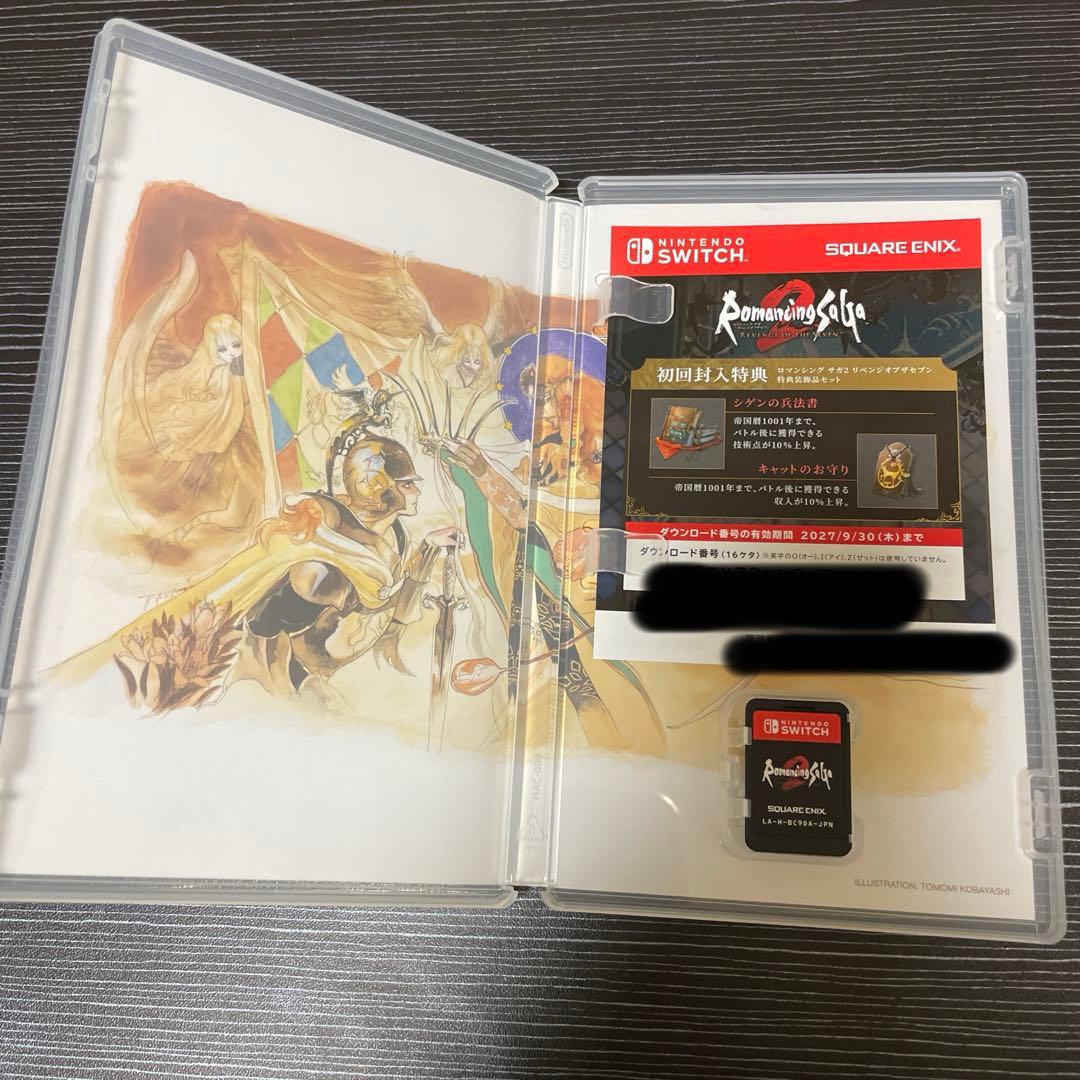 NINTENDO
SWITCH™
SQUARE ENIX®
Romancing SaGa
2
REVENGE OF THE SEVEN™
初回封入特典
ロマンシング サガ2 リベンジオブザセブン
特典装飾品セット
シゲンの兵法書
帝国暦1001年まで、
バトル後に獲得できる
技術点が10%上昇。
キャットのお守り
帝国暦1001年まで、バトル後に獲得できる
収入が10%上昇。
ダウンロード番号の有効期間 2027/9/30(木)まで
ダウンロード番号(16ケタ) ※英字のO(オー)、I(アイ)、Z(ゼット)は使用していません。
NINTENDO
SWITCH
Romancing SaGa
2
SQUARE ENIX
LA-H-BC9DA-JPN
ILLUSTRATION: TOMOMI KOBAYASHI